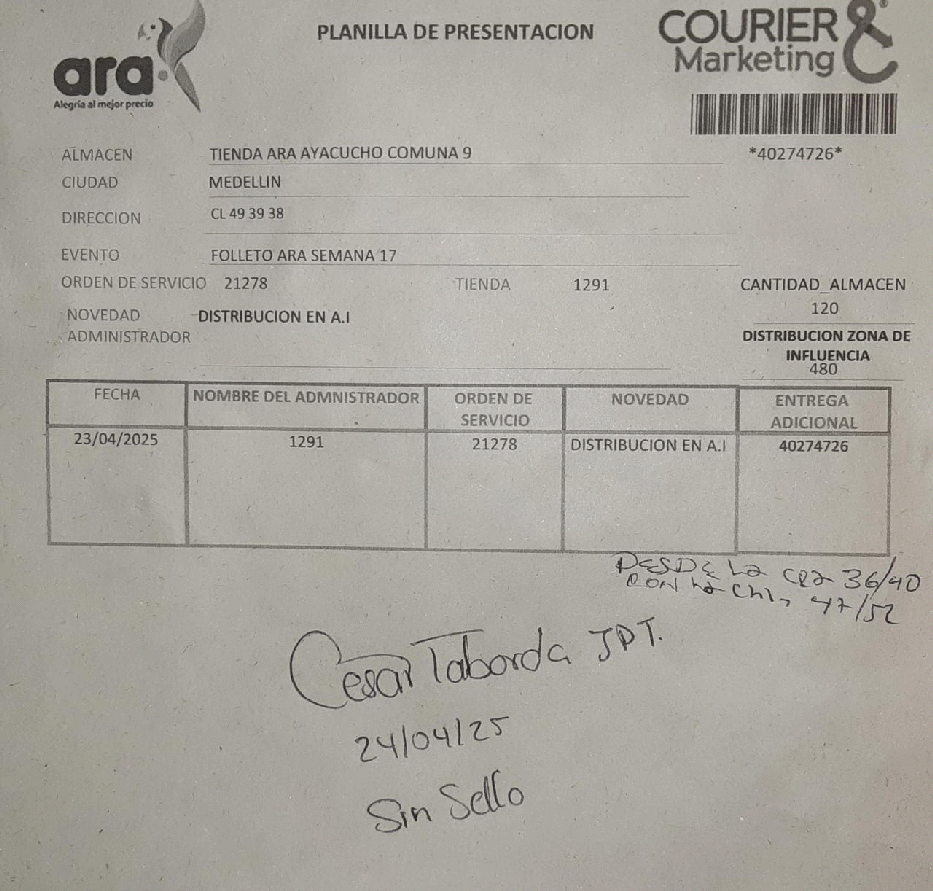 ara
Alegría al mejor precio
PLANILLA DE PRESENTACION
COURIER &
Marketing
ALMACEN TIENDA ARA AYACUCHO COMUNA 9 *40274726*
CIUDAD MEDELLIN
DIRECCION CL 49 39 38
EVENTO FOLLETO ARA SEMANA 17
ORDEN DE SERVICIO 21278 TIENDA 1291 CANTIDAD_ALMACEN
120
NOVEDAD DISTRIBUCION EN A.I
ADMINISTRADOR DISTRIBUCION ZONA DE
INFLUENCIA
480
FECHA NOMBRE DEL ADMNISTRADOR ORDEN DE SERVICIO NOVEDAD ENTREGA ADICIONAL
23/04/2025 1291 21278 DISTRIBUCION EN A.I 40274726
DESDE LA CRA 36/40
CON LA 47/52
Cesar Taborda JPT.
24/04/25
Sin Sello